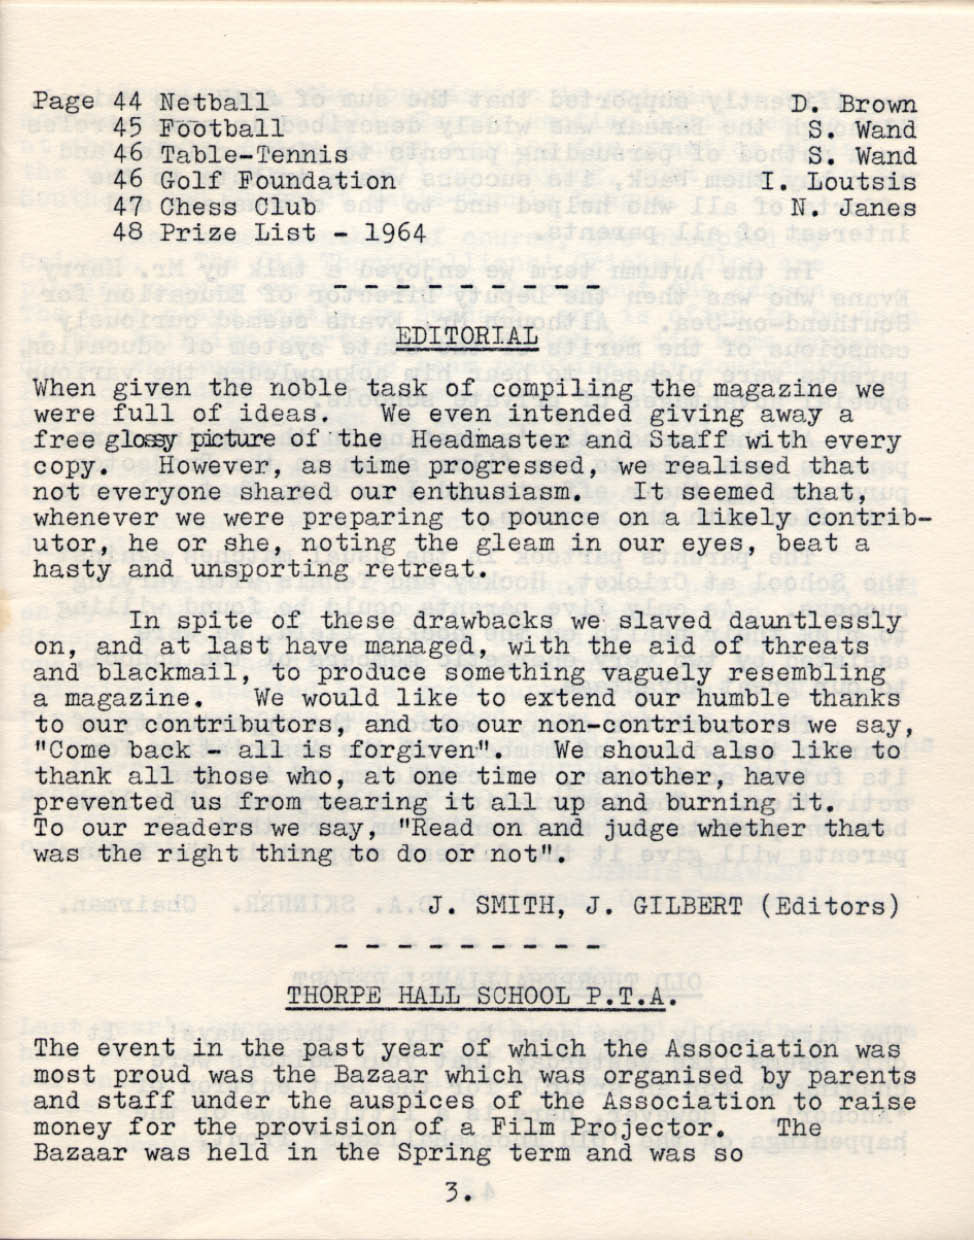 Page 44 Netball D. Brown
45 Football S. Wand
46 Table-Tennis S. Wand
46 Golf Foundation I. Loutsis
47 Chess Club N. Janes
48 Prize List - 1964
- - - - - - - - - -
EDITORIAL
When given the noble task of compiling the magazine we
were full of ideas. We even intended giving away a
free glossy picture of the Headmaster and Staff with every
copy. However, as time progressed, we realised that
not everyone shared our enthusiasm. It seemed that,
whenever we were preparing to pounce on a likely contrib-
utor, he or she, noting the gleam in our eyes, beat a
hasty and unsporting retreat.
In spite of these drawbacks we slaved dauntlessly
on, and at last have managed, with the aid of threats
and blackmail, to produce something vaguely resembling
a magazine. We would like to extend our humble thanks
to our contributors, and to our non-contributors we say,
"Come back - all is forgiven". We should also like to
thank all those who, at one time or another, have
prevented us from tearing it all up and burning it.
To our readers we say, "Read on and judge whether that
was the right thing to do or not".
J. SMITH, J. GILBERT (Editors)
- - - - - - - - - -
THORPE HALL SCHOOL P.T.A.
The event in the past year of which the Association was
most proud was the Bazaar which was organised by parents
and staff under the auspices of the Association to raise
money for the provision of a Film Projector. The
Bazaar was held in the Spring term and was so
3.